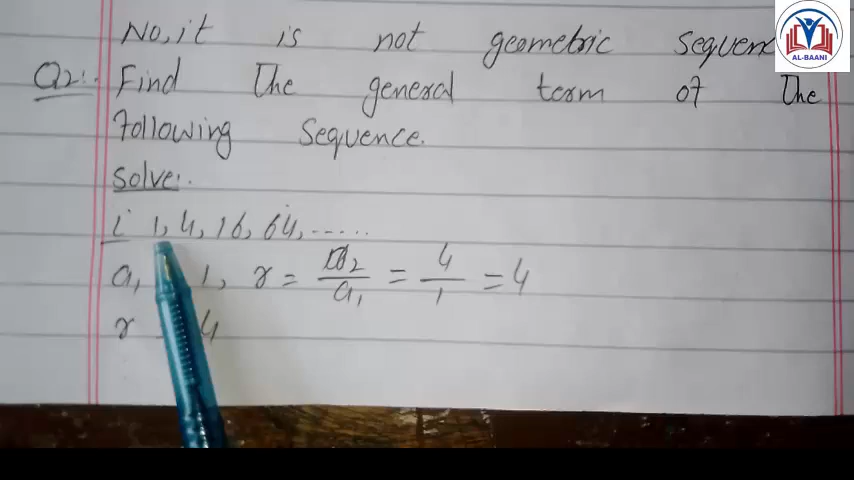 No, it is not geometric Sequenc
AL-BAANI
Q2:. Find The general term of The
Following Sequence.
Solve:.
i 1, 4, 16, 64, ......
a₁ 1, r = a₂/a₁ = 4/1 = 4
r 4